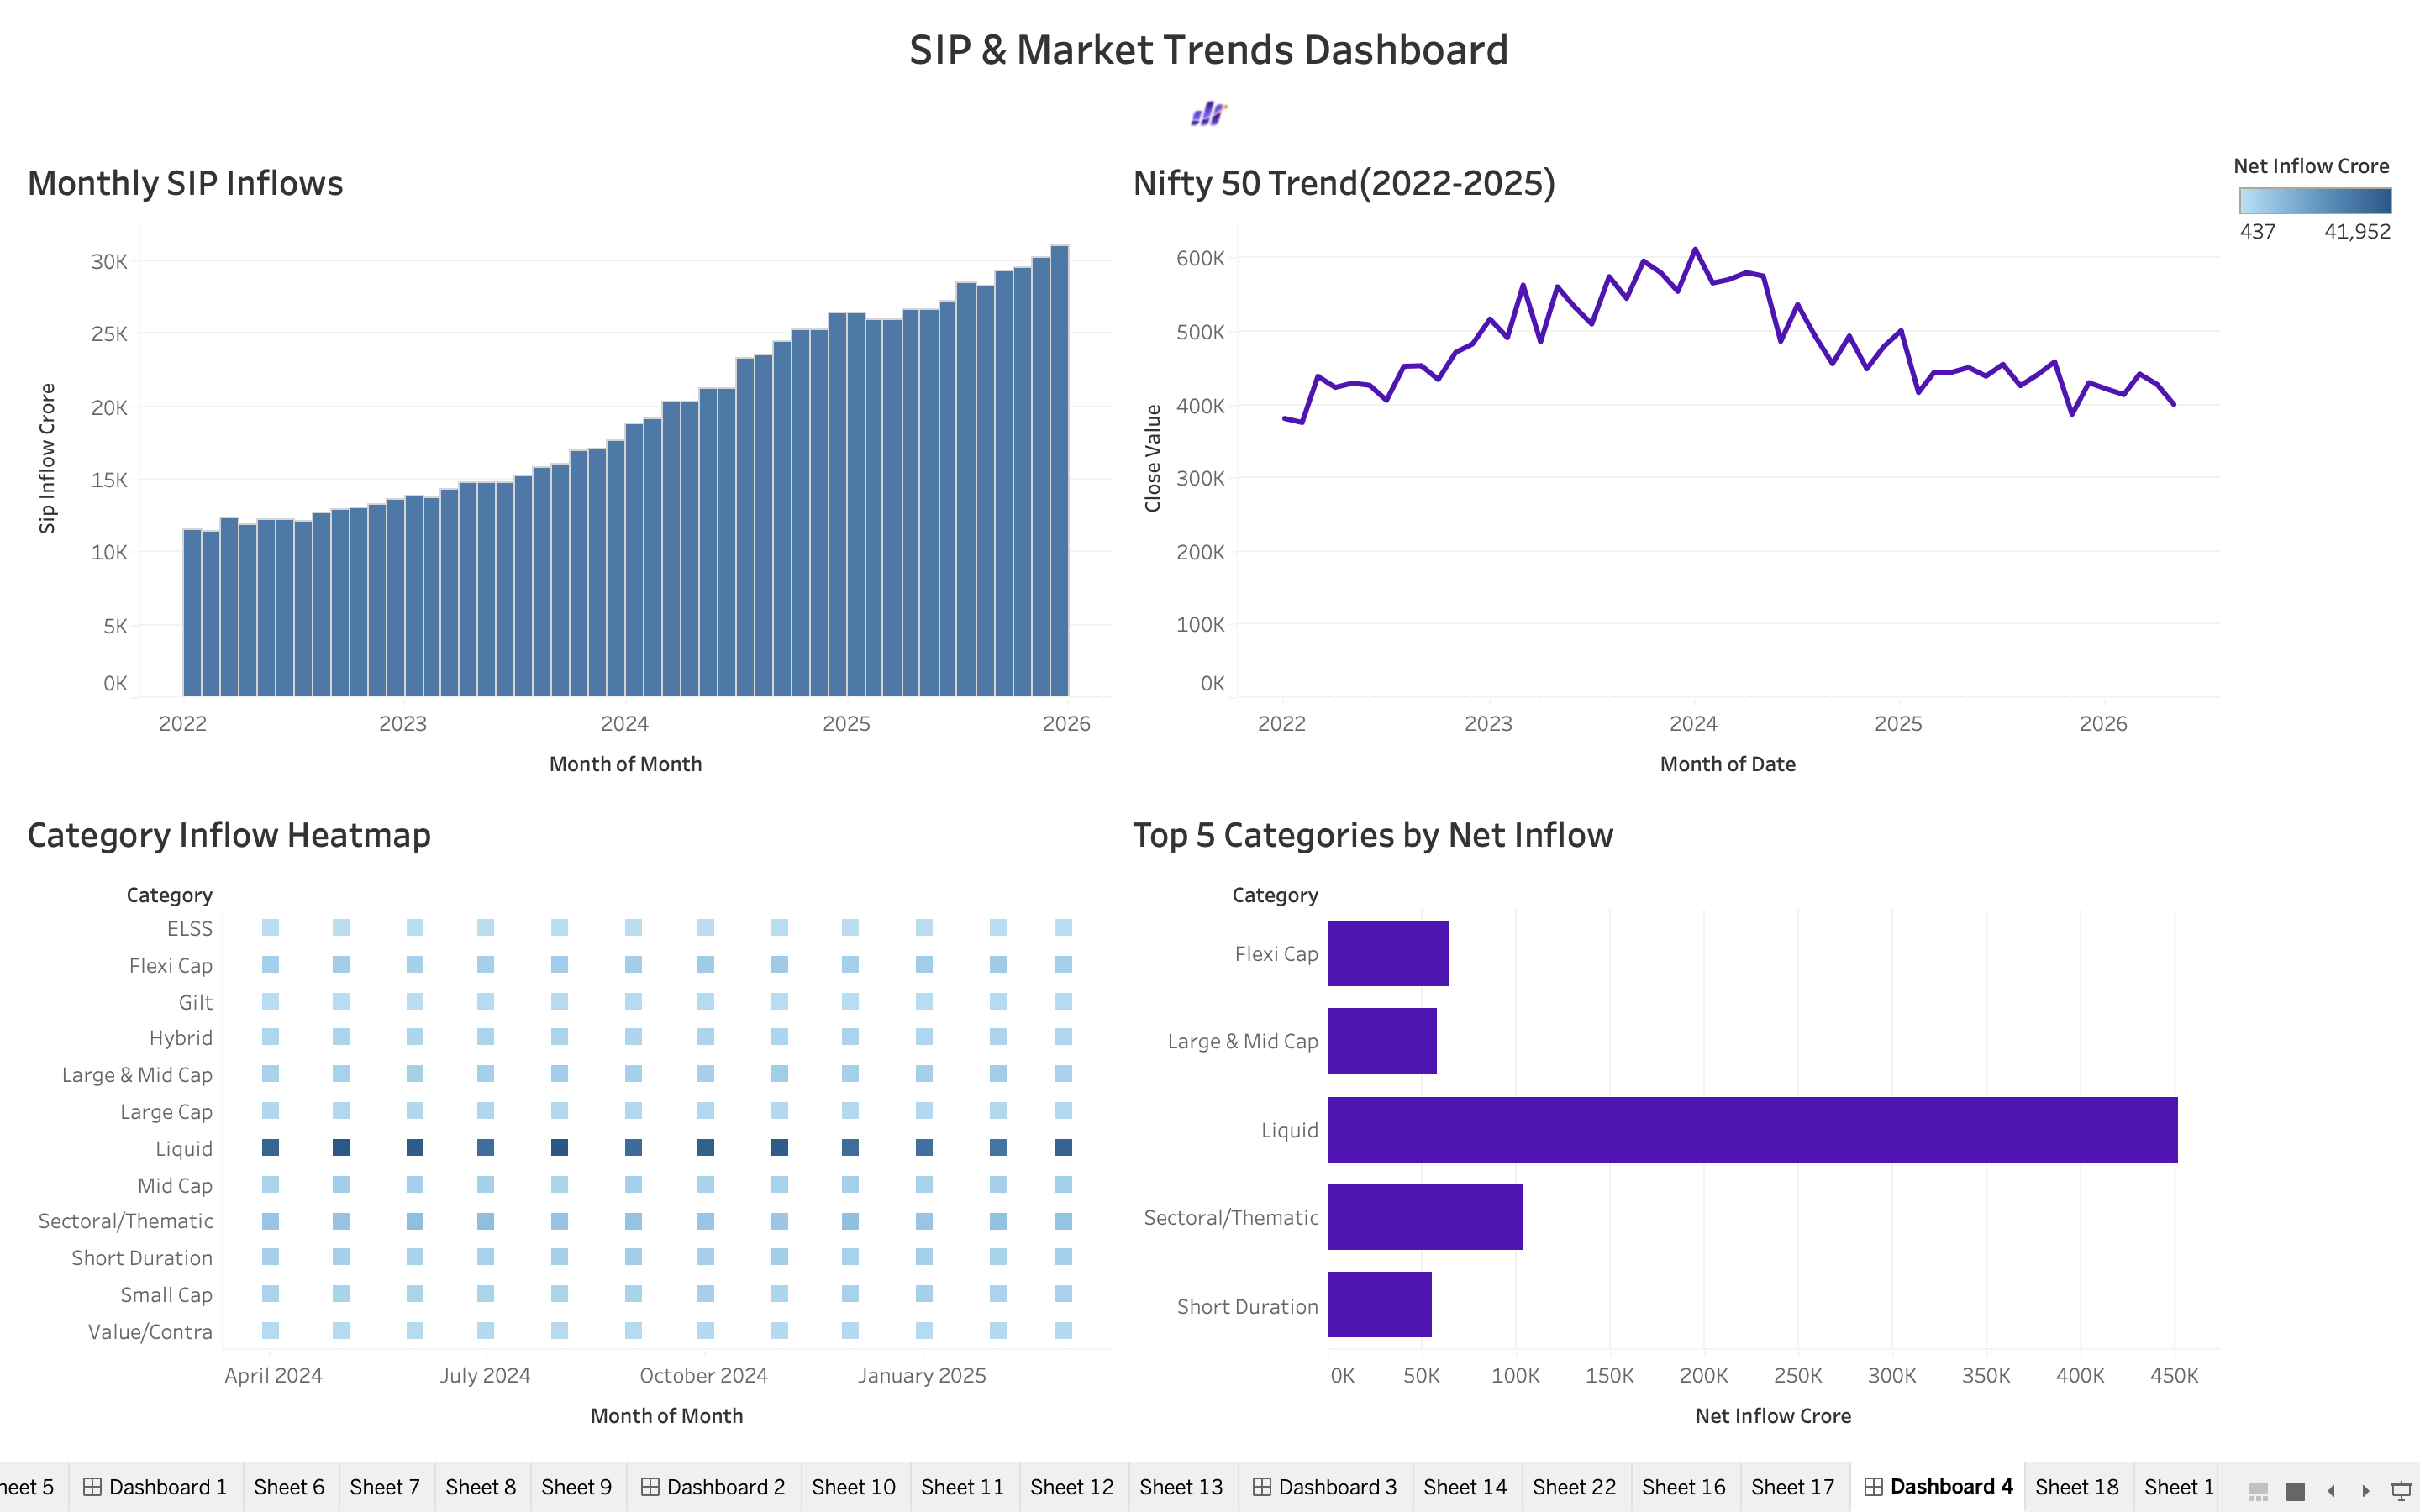 SIP & Market Trends Dashboard
Monthly SIP Inflows
Sip Inflow Crore
30K
25K
20K
15K
10K
5K
0K
2022 2023 2024 2025 2026
Month of Month
Nifty 50 Trend(2022-2025)
Close Value
600K
500K
400K
300K
200K
100K
0K
2022 2023 2024 2025 2026
Month of Date
Net Inflow Crore
437 41,952
Category Inflow Heatmap
Category
ELSS
Flexi Cap
Gilt
Hybrid
Large & Mid Cap
Large Cap
Liquid
Mid Cap
Sectoral/Thematic
Short Duration
Small Cap
Value/Contra
April 2024 July 2024 October 2024 January 2025
Month of Month
Top 5 Categories by Net Inflow
Category
Flexi Cap
Large & Mid Cap
Liquid
Sectoral/Thematic
Short Duration
0K 50K 100K 150K 200K 250K 300K 350K 400K 450K
Net Inflow Crore
heet 5 Dashboard 1 Sheet 6 Sheet 7 Sheet 8 Sheet 9 Dashboard 2 Sheet 10 Sheet 11 Sheet 12 Sheet 13 Dashboard 3 Sheet 14 Sheet 22 Sheet 16 Sheet 17 Dashboard 4 Sheet 18 Sheet 1